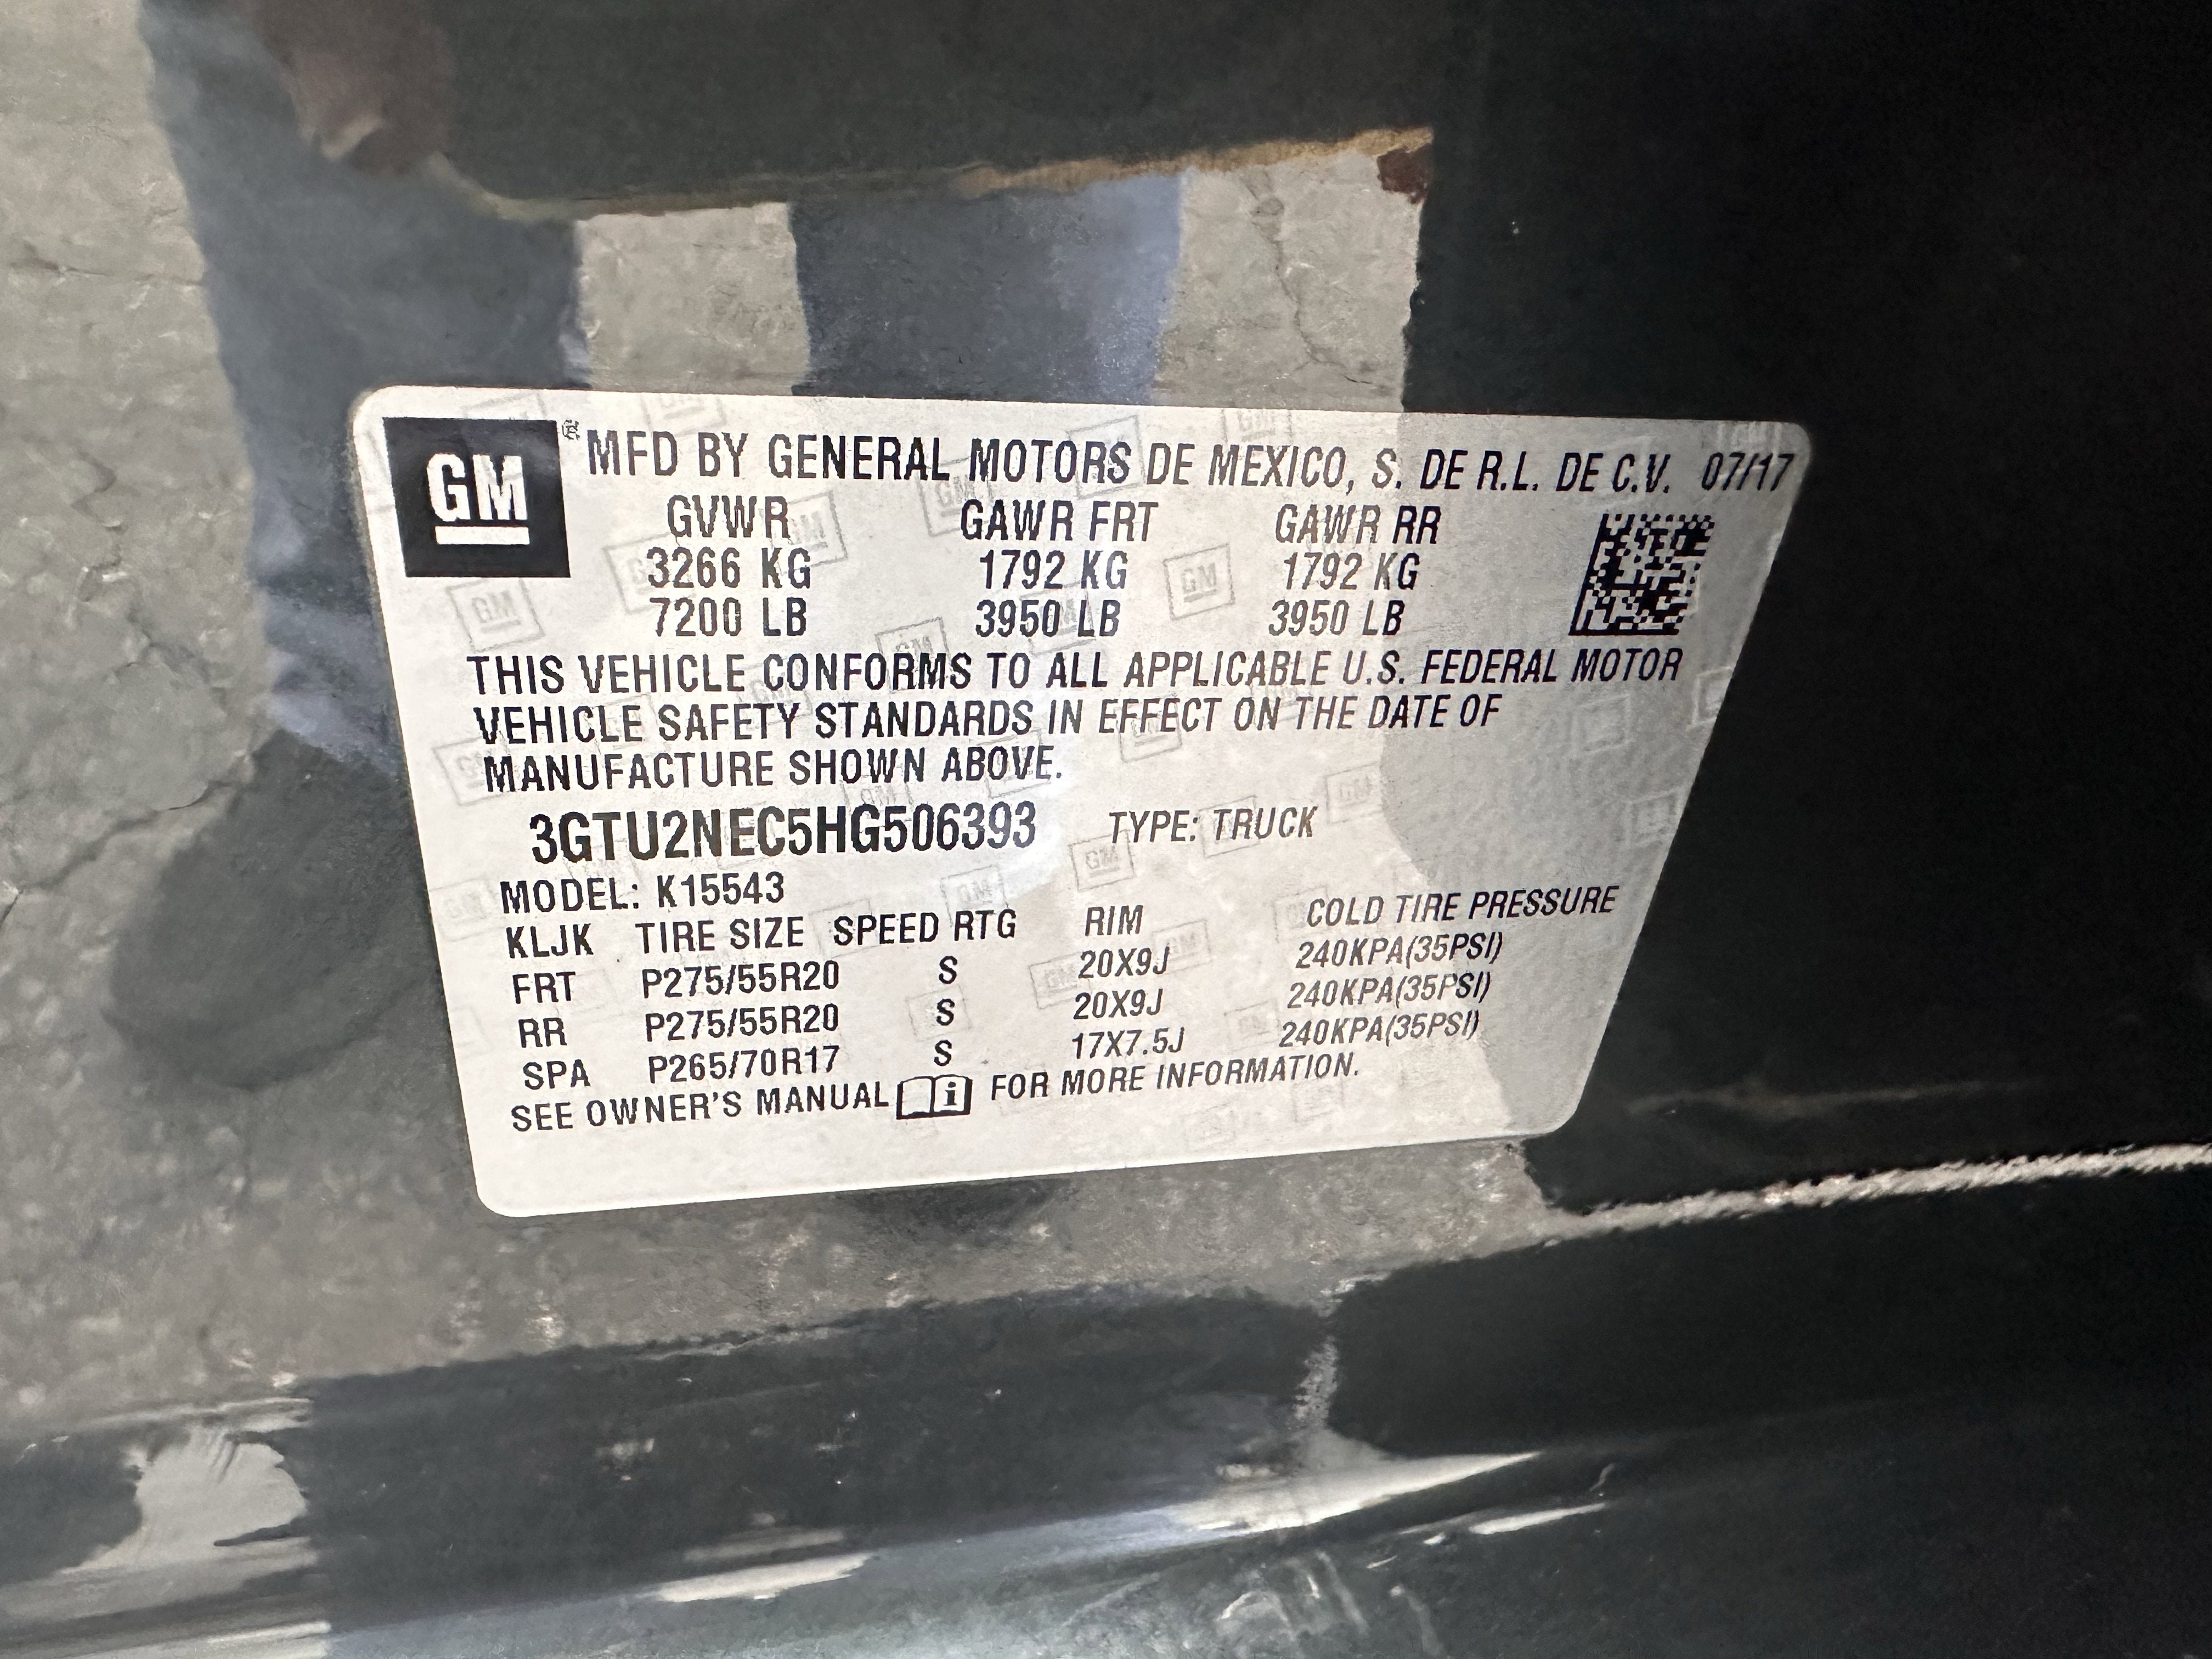 GM ® MFD BY GENERAL MOTORS DE MEXICO, S. DE R.L. DE C.V. 07/17
GVWR GAWR FRT GAWR RR
3266 KG 1792 KG 1792 KG
7200 LB 3950 LB 3950 LB
THIS VEHICLE CONFORMS TO ALL APPLICABLE U.S. FEDERAL MOTOR
VEHICLE SAFETY STANDARDS IN EFFECT ON THE DATE OF
MANUFACTURE SHOWN ABOVE.
3GTU2NEC5HG506393 TYPE: TRUCK
MODEL: K15543
KLJK TIRE SIZE SPEED RTG RIM COLD TIRE PRESSURE
FRT P275/55R20 S 20X9J 240KPA(35PSI)
RR P275/55R20 S 20X9J 240KPA(35PSI)
SPA P265/70R17 S 17X7.5J 240KPA(35PSI)
SEE OWNER'S MANUAL i FOR MORE INFORMATION.